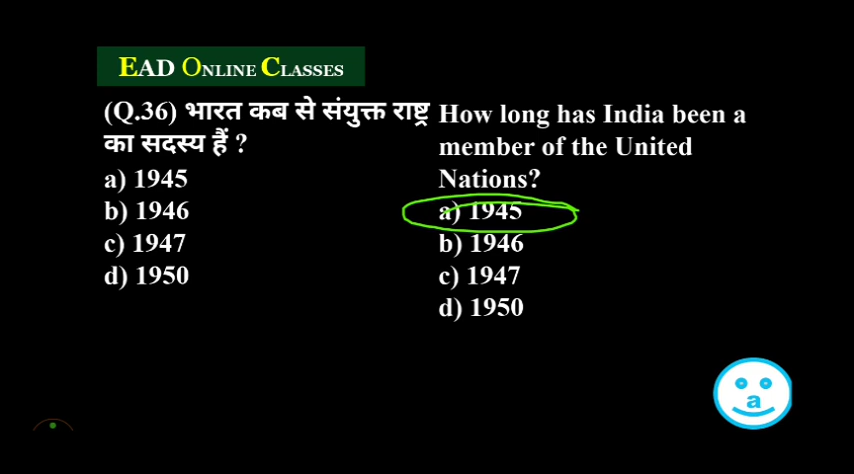 EAD ONLINE CLASSES
(Q.36) भारत कब से संयुक्त राष्ट्र
का सदस्य हैं ?
a) 1945
b) 1946
c) 1947
d) 1950
How long has India been a
member of the United
Nations?
a) 1945
b) 1946
c) 1947
d) 1950
a